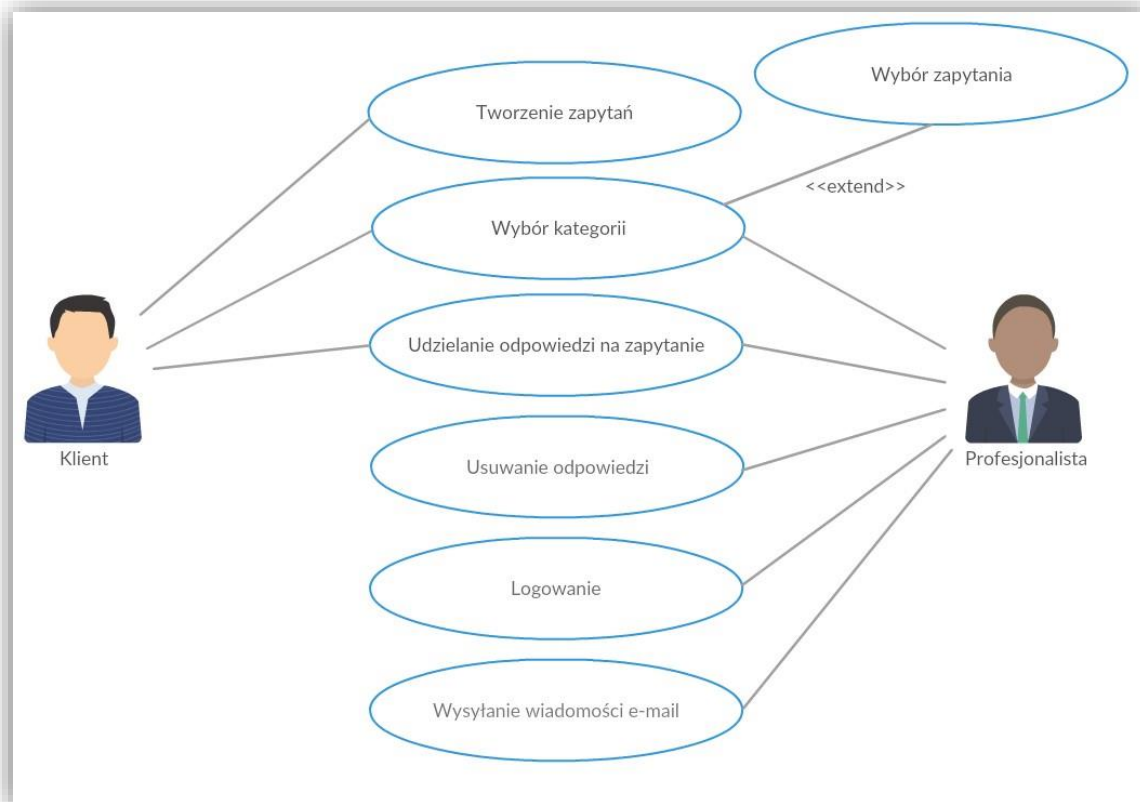 Wybór zapytania
Tworzenie zapytań
<<extend>>
Wybór kategorii
Udzielanie odpowiedzi na zapytanie
Klient
Profesjonalista
Usuwanie odpowiedzi
Logowanie
Wysyłanie wiadomości e-mail